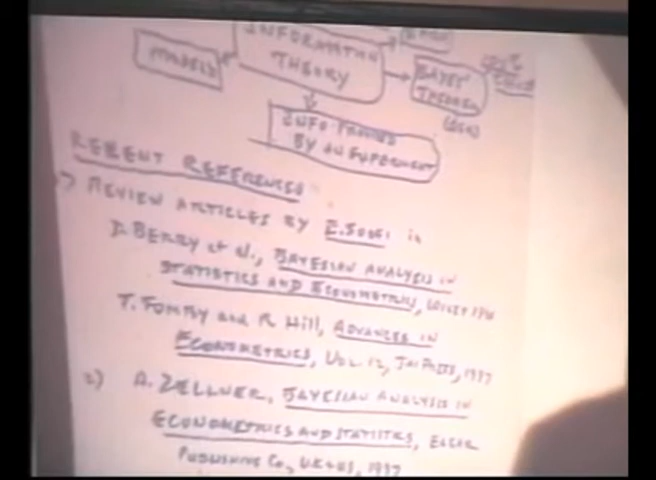 INFORMATION
THEORY
MODELS
BAYES'
THEOREM
INFO PROVIDED
BY AN EXPERIMENT
RECENT REFERENCES
1) REVIEW ARTICLES BY E. SOOFI in
D. BERRY et al., BAYESIAN ANALYSIS IN
STATISTICS AND ECONOMETRICS, WILEY 1996
T. FOMBY and R. Hill, ADVANCES IN
ECONOMETRICS, VOL. 12, JAI PRESS, 1997
2) A. ZELLNER, BAYESIAN ANALYSIS IN
ECONOMETRICS AND STATISTICS, ELGAR
PUBLISHING CO., UK+US, 1997